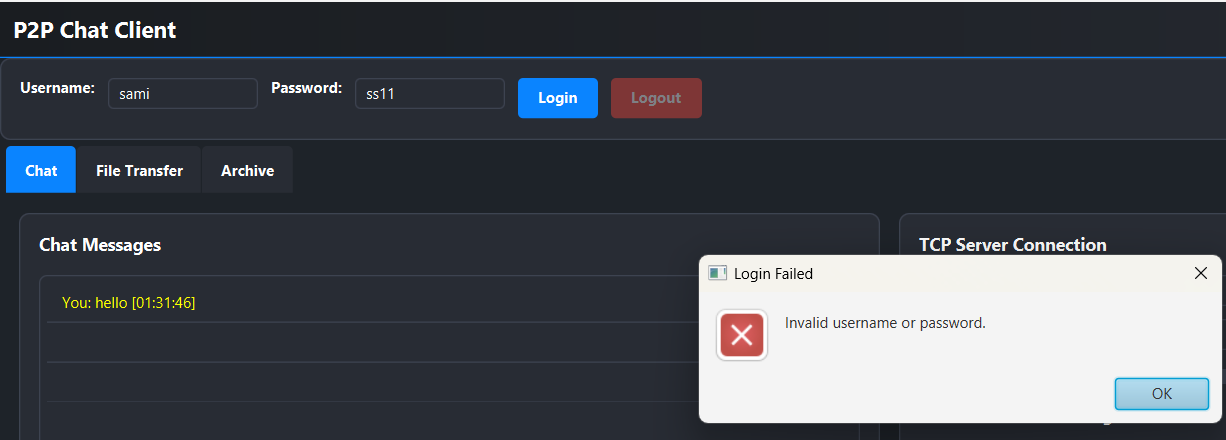 P2P Chat Client
Username: sami Password: ss11 Login Logout
Chat File Transfer Archive
Chat Messages
TCP Server Connection
You: hello [01:31:46]
Login Failed
Invalid username or password.
OK